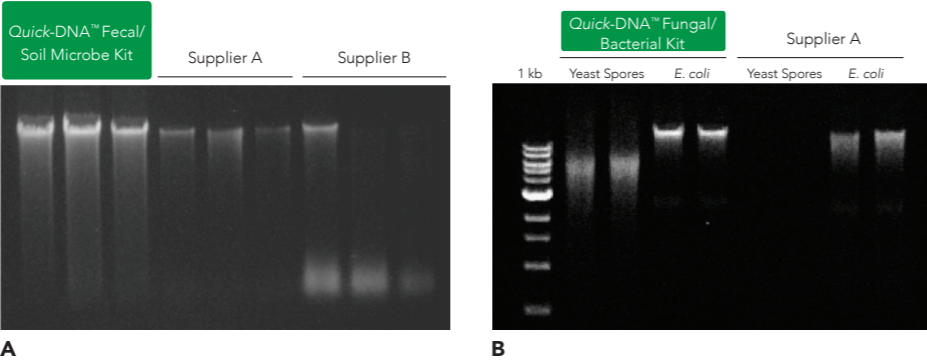 Quick-DNA™ Fecal/
Soil Microbe Kit
Supplier A
Supplier B
A
Quick-DNA™ Fungal/
Bacterial Kit
Supplier A
1 kb
Yeast Spores
E. coli
Yeast Spores
E. coli
B